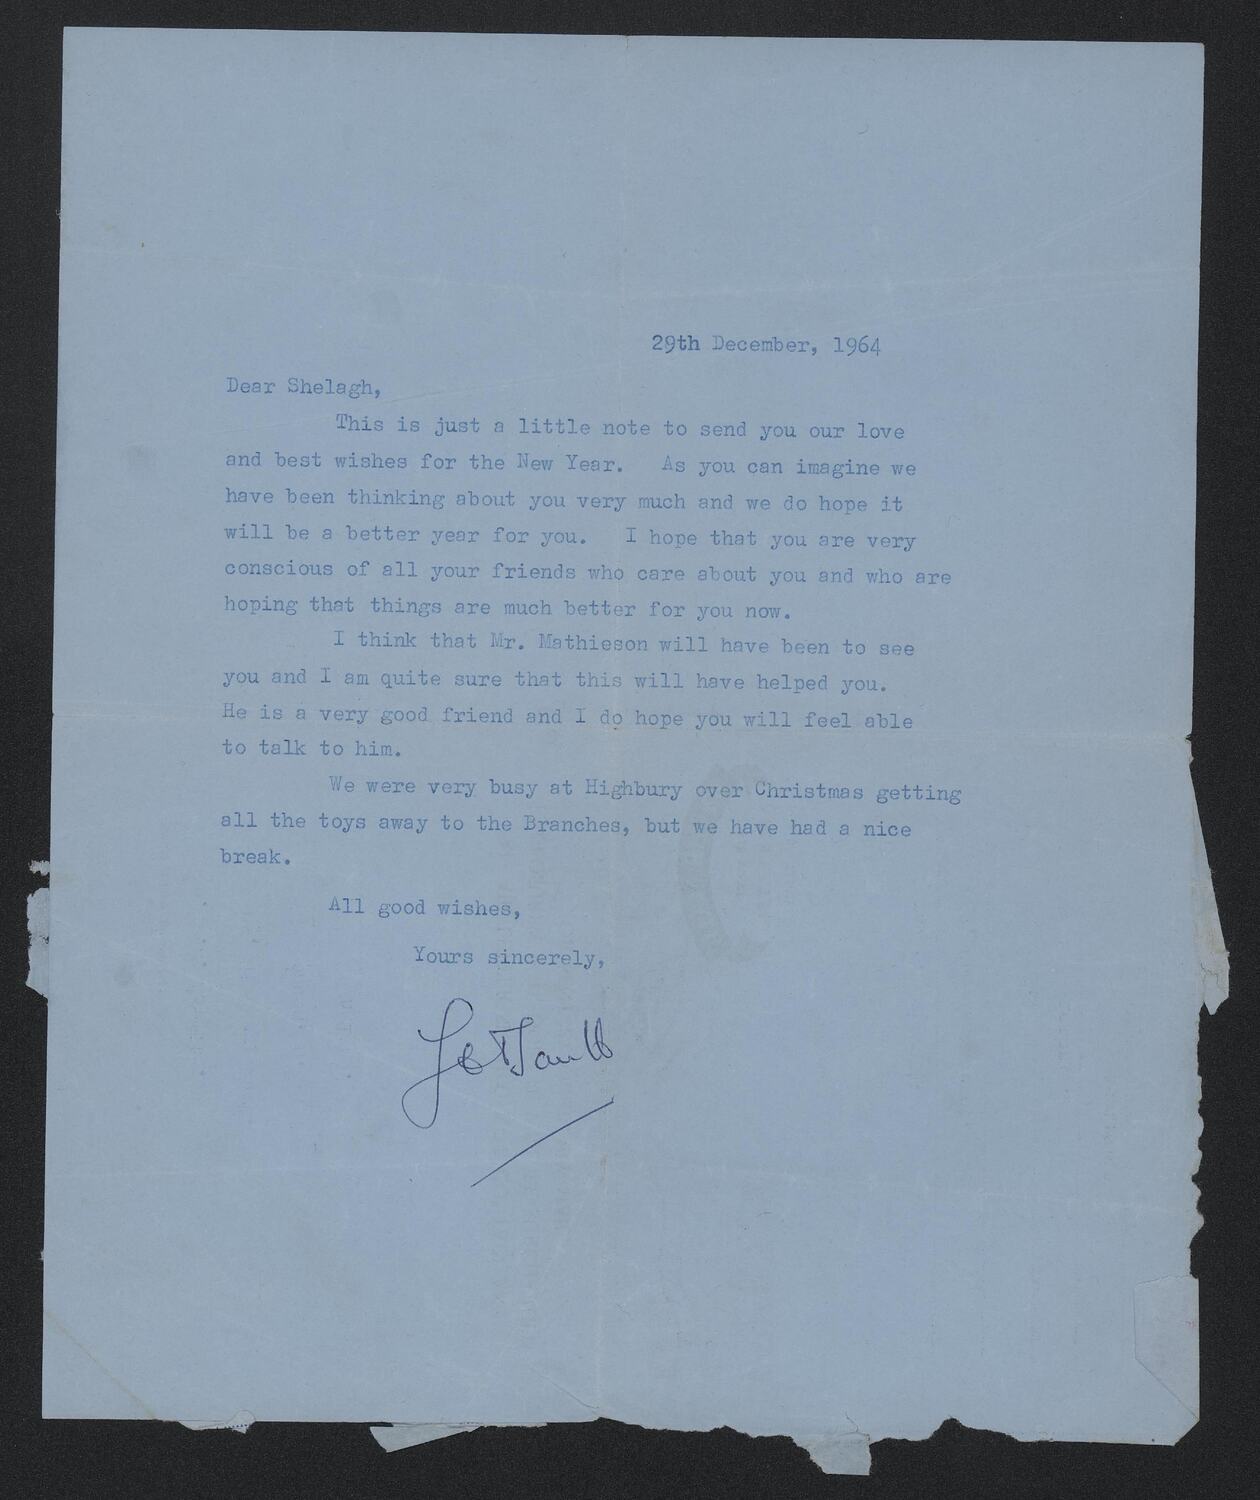 29th December, 1964
Dear Shelagh,
This is just a little note to send you our love
and best wishes for the New Year. As you can imagine we
have been thinking about you very much and we do hope it
will be a better year for you. I hope that you are very
conscious of all your friends who care about you and who are
hoping that things are much better for you now.
I think that Mr. Mathieson will have been to see
you and I am quite sure that this will have helped you.
He is a very good friend and I do hope you will feel able
to talk to him.
We were very busy at Highbury over Christmas getting
all the toys away to the Branches, but we have had a nice
break.
All good wishes,
Yours sincerely,